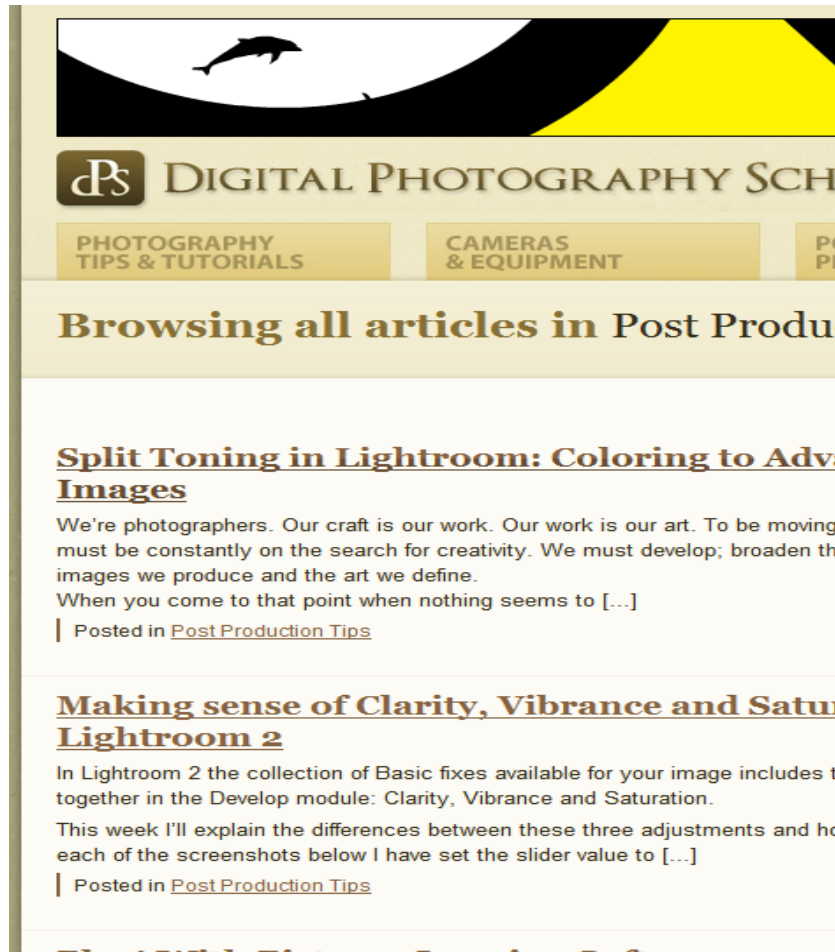 dPs DIGITAL PHOTOGRAPHY SCH
PHOTOGRAPHY
TIPS & TUTORIALS
CAMERAS
& EQUIPMENT
Browsing all articles in Post Produ
Split Toning in Lightroom: Coloring to Adva
Images
We're photographers. Our craft is our work. Our work is our art. To be moving
must be constantly on the search for creativity. We must develop; broaden th
images we produce and the art we define.
When you come to that point when nothing seems to [...]
Posted in Post Production Tips
Making sense of Clarity, Vibrance and Satur
Lightroom 2
In Lightroom 2 the collection of Basic fixes available for your image includes t
together in the Develop module: Clarity, Vibrance and Saturation.
This week I'll explain the differences between these three adjustments and ho
each of the screenshots below I have set the slider value to [...]
Posted in Post Production Tips